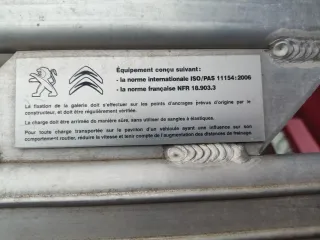 Équipement conçu suivant:
- la norme internationale ISO/PAS 11154:2006
- la norme française NFR 18.903.3
La fixation de la galerie doit s'effectuer sur les points d'ancrages prévus d'origine par le
constructeur, et doit être régulièrement vérifiée.
La charge doit être arrimée de manière sûre, sans utiliser de sangles à élastiques.
Pour toute charge transportée sur le pavillon d'un véhicule ayant une influence sur son
comportement routier, réduire la vitesse et tenir compte de l'augmentation des distances de freinage.